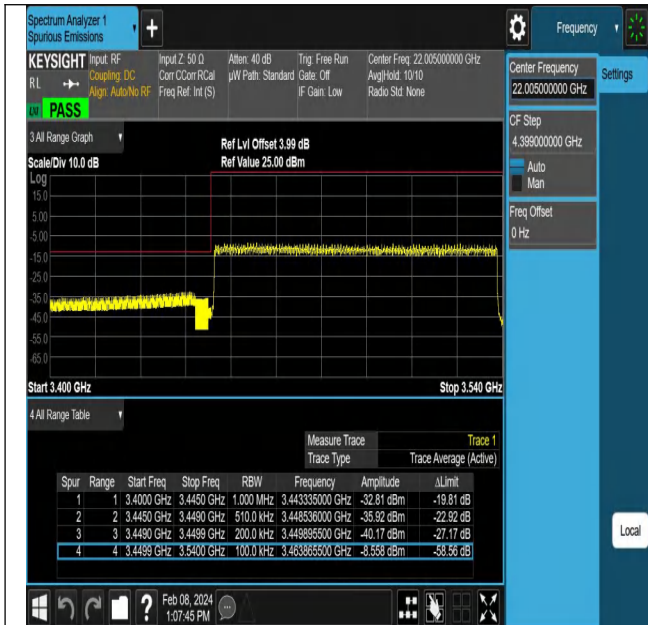 Spectrum Analyzer 1
Spurious Emissions
Frequency
KEYSIGHT Input: RF Input Z: 50 Ω Atten: 40 dB Trig: Free Run Center Freq: 22.005000000 GHz
RL Coupling: DC Corr CCorr RCal µW Path: Standard Gate: Off Avg|Hold: 10/10
Align: Auto/No RF Freq Ref: Int (S) IF Gain: Low Radio Std: None
PASS
Center Frequency
22.005000000 GHz
Settings
CF Step
4.399000000 GHz
Auto
Man
Freq Offset
0 Hz
3 All Range Graph
Ref Lvl Offset 3.99 dB
Scale/Div 10.0 dB Ref Value 25.00 dBm
Log
15.0
5.00
-5.00
-15.0
-25.0
-35.0
-45.0
-55.0
-65.0
Start 3.400 GHz Stop 3.540 GHz
4 All Range Table
Measure Trace Trace 1
Trace Type Trace Average (Active)
Spur Range Start Freq Stop Freq RBW Frequency Amplitude ΔLimit
1 1 3.4000 GHz 3.4450 GHz 1.000 MHz 3.443335000 GHz -32.81 dBm -19.81 dB
2 2 3.4450 GHz 3.4490 GHz 510.0 kHz 3.448536000 GHz -35.92 dBm -22.92 dB
3 3 3.4490 GHz 3.4499 GHz 200.0 kHz 3.449895500 GHz -40.17 dBm -27.17 dB
4 4 3.4499 GHz 3.5400 GHz 100.0 kHz 3.463865500 GHz -8.558 dBm -58.56 dB
Local
Feb 08, 2024
1:07:45 PM